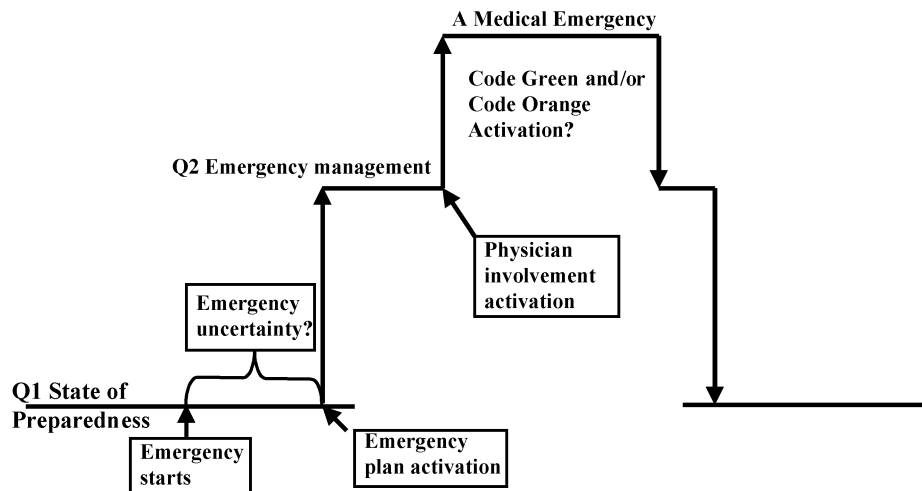 A Medical Emergency
Code Green and/or
Code Orange
Activation?
Q2 Emergency management
Physician
involvement
activation
Emergency
uncertainty?
Q1 State of
Preparedness
Emergency
starts
Emergency
plan activation